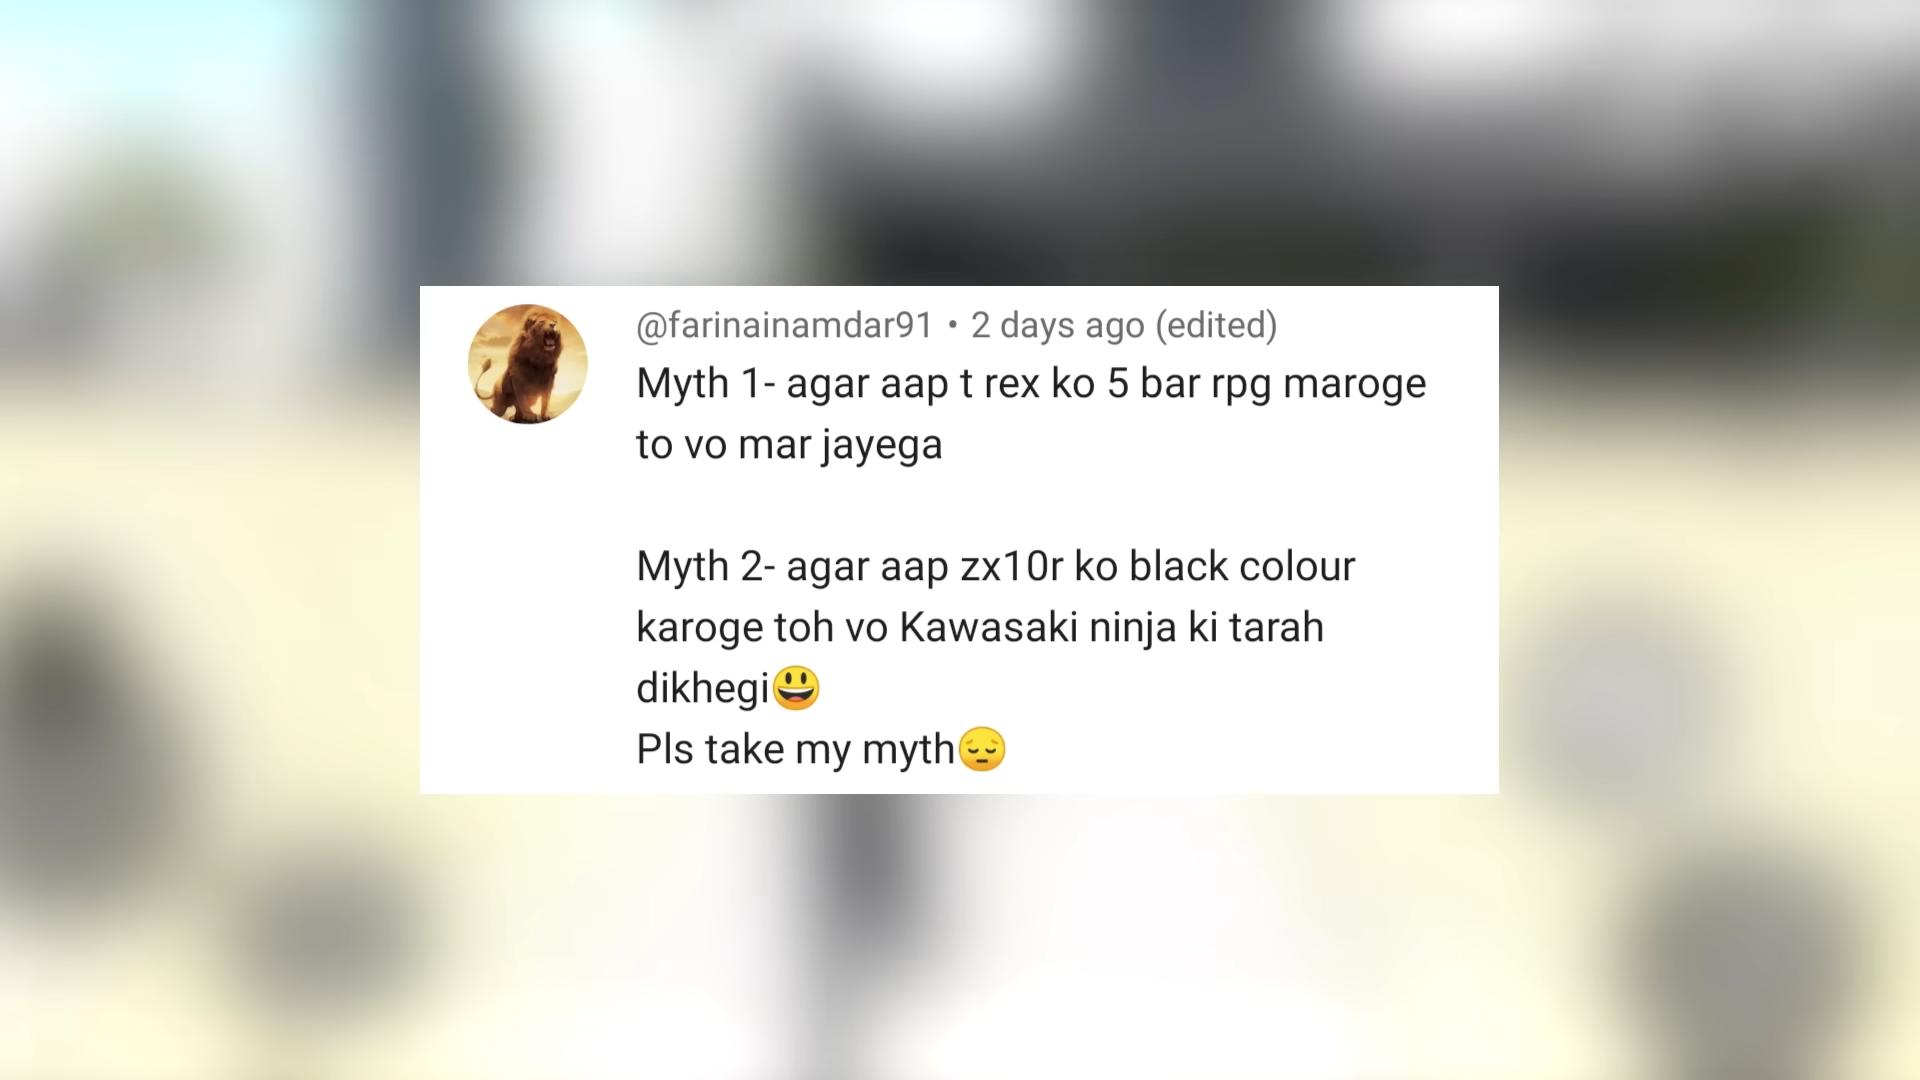 @farinainamdar91 • 2 days ago (edited)
Myth 1- agar aap t rex ko 5 bar rpg maroge
to vo mar jayega
Myth 2- agar aap zx10r ko black colour
karoge toh vo Kawasaki ninja ki tarah
dikhegi😃
Pls take my myth😔